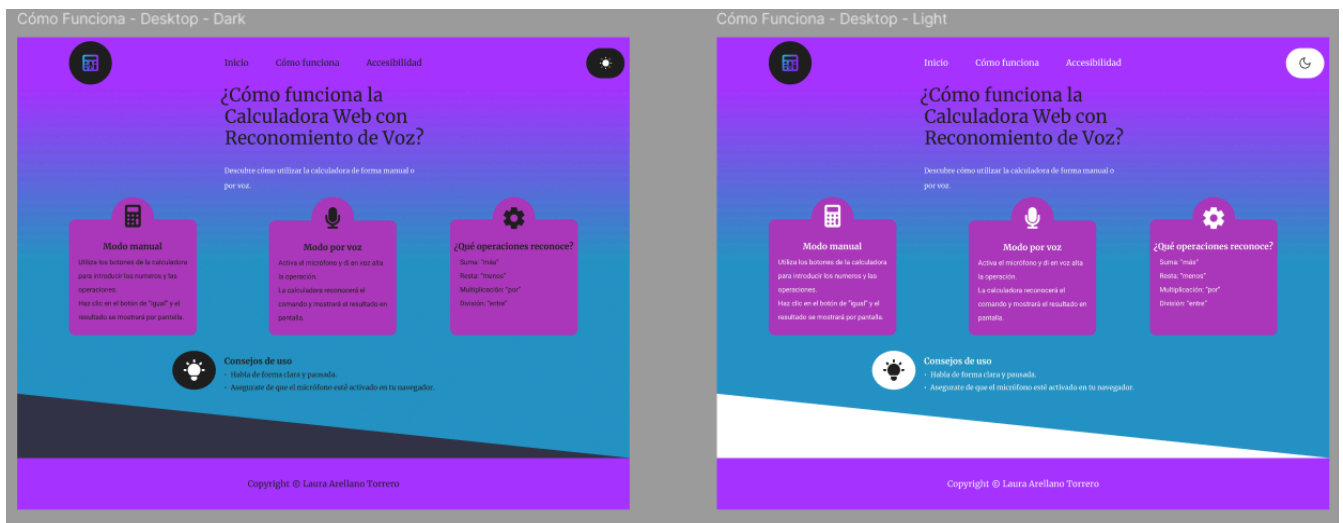 Cómo Funciona - Desktop - Dark
Inicio Cómo funciona Accesibilidad
¿Cómo funciona la
Calculadora Web con
Reconomiento de Voz?
Descubre cómo utilizar la calculadora de forma manual o
por voz.
Modo manual
Utiliza los botones de la calculadora
para introducir los numeros y las
operaciones.
Haz clic en el botón de "igual" y el
resultado se mostrará por pantalla.
Modo por voz
Activa el micrófono y di en voz alta
la operación.
La calculadora reconocerá el
comando y mostrará el resultado en
pantalla.
¿Qué operaciones reconoce?
Suma: "más"
Resta: "menos"
Multiplicación: "por"
División: "entre"
Consejos de uso
• Habla de forma clara y pausada.
• Asegurate de que el micrófono esté activado en tu navegador.
Copyright © Laura Arellano Torrero
Cómo Funciona - Desktop - Light
Inicio Cómo funciona Accesibilidad
¿Cómo funciona la
Calculadora Web con
Reconomiento de Voz?
Descubre cómo utilizar la calculadora de forma manual o
por voz.
Modo manual
Utiliza los botones de la calculadora
para introducir los numeros y las
operaciones.
Haz clic en el botón de "igual" y el
resultado se mostrará por pantalla.
Modo por voz
Activa el micrófono y di en voz alta
la operación.
La calculadora reconocerá el
comando y mostrará el resultado en
pantalla.
¿Qué operaciones reconoce?
Suma: "más"
Resta: "menos"
Multiplicación: "por"
División: "entre"
Consejos de uso
• Habla de forma clara y pausada.
• Asegurate de que el micrófono esté activado en tu navegador.
Copyright © Laura Arellano Torrero